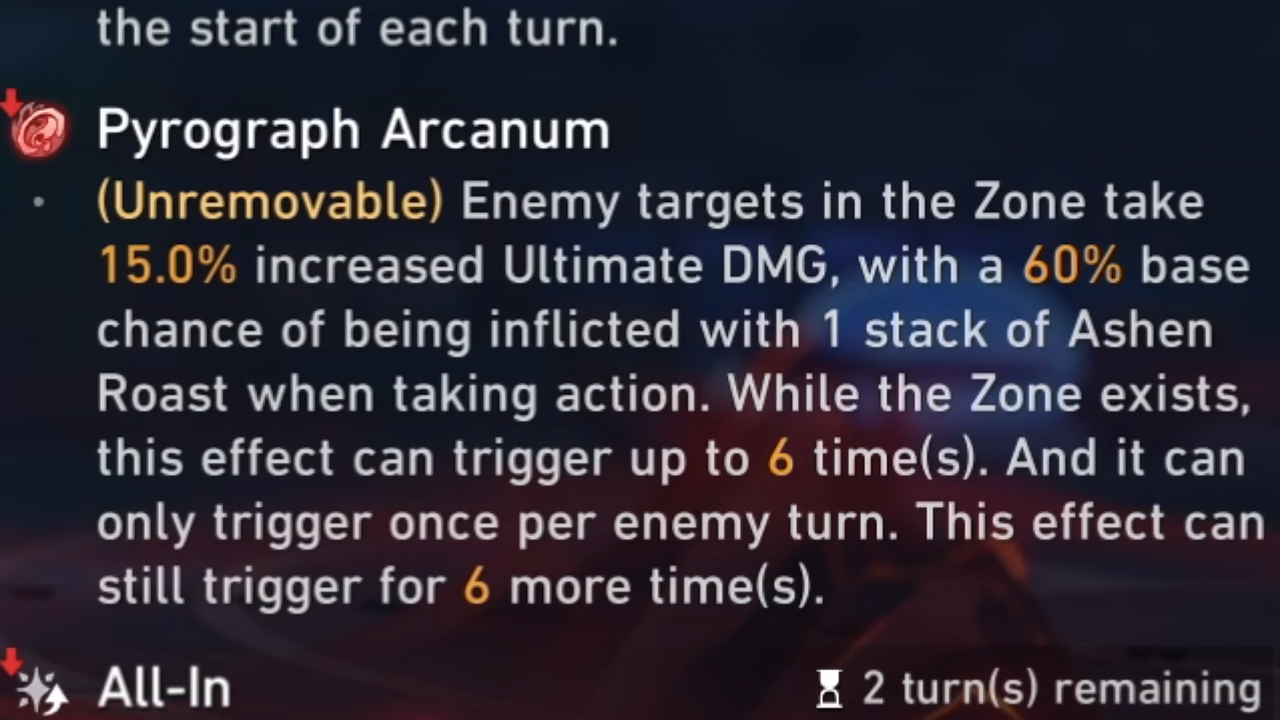 the start of each turn.
Pyrograph Arcanum
(Unremovable) Enemy targets in the Zone take
15.0% increased Ultimate DMG, with a 60% base
chance of being inflicted with 1 stack of Ashen
Roast when taking action. While the Zone exists,
this effect can trigger up to 6 time(s). And it can
only trigger once per enemy turn. This effect can
still trigger for 6 more time(s).
All-In 2 turn(s) remaining